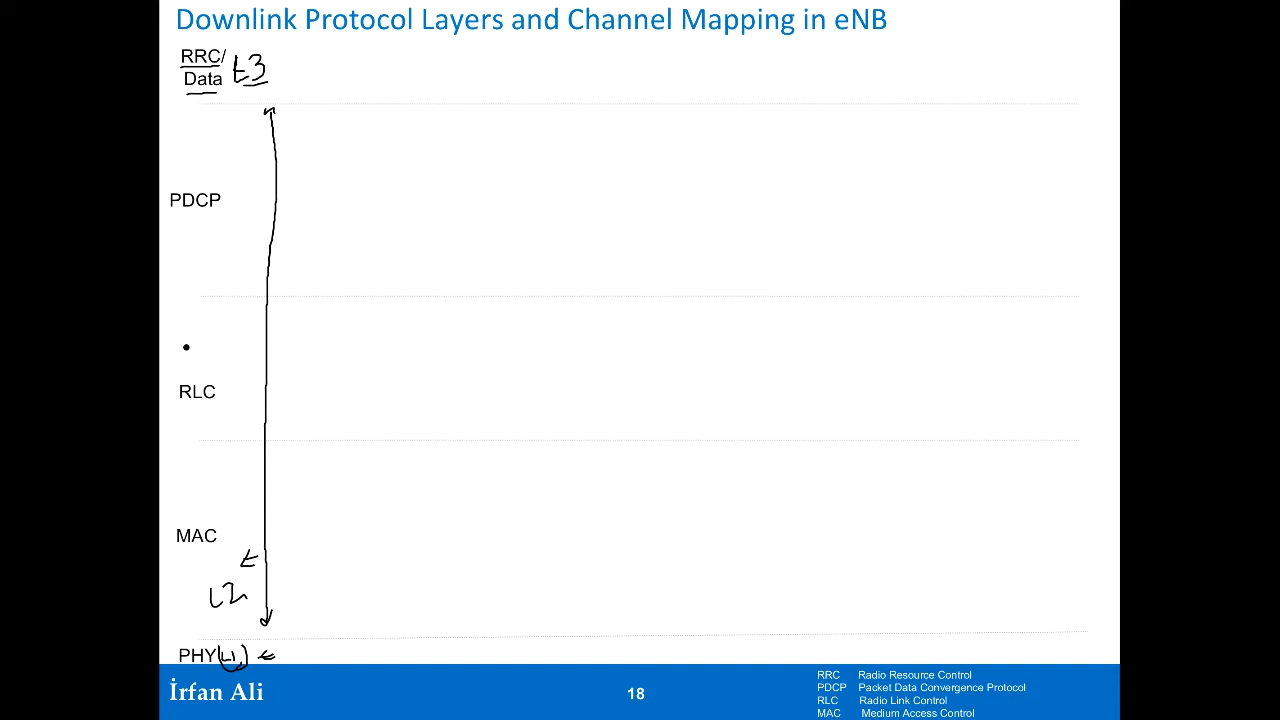 Downlink Protocol Layers and Channel Mapping in eNB
RRC/
Data L3
PDCP
RLC
MAC
L2
PHY(L1)
İrfan Ali
18
RRC Radio Resource Control
PDCP Packet Data Convergence Protocol
RLC Radio Link Control
MAC Medium Access Control